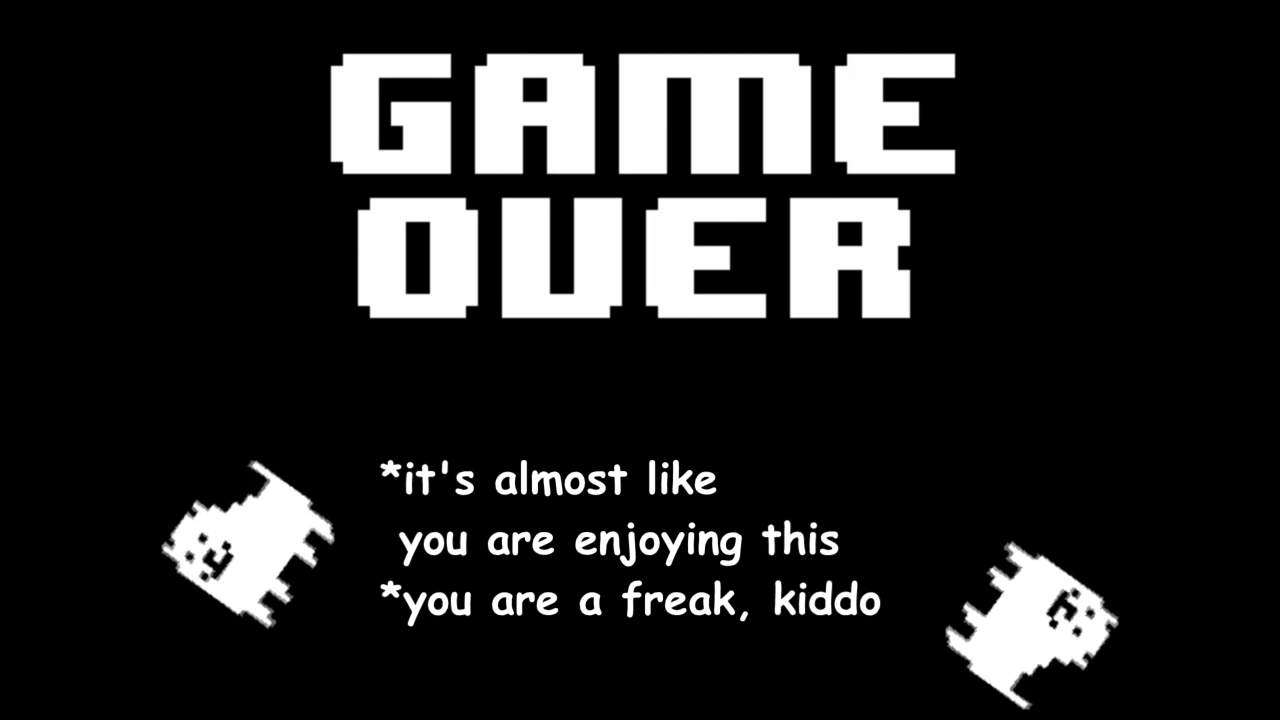 GAME
OVER
*it's almost like
you are enjoying this
*you are a freak, kiddo